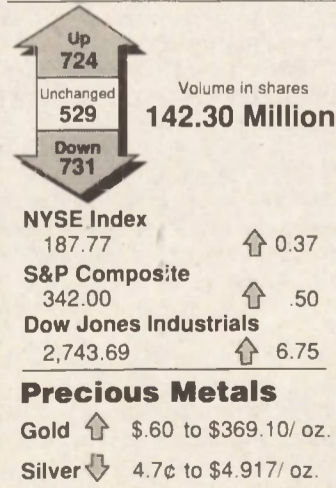 Up
724
Unchanged
529
Down
731
Volume in shares
142.30 Million
NYSE Index
187.77 0.37
S&P Composite
342.00 .50
Dow Jones Industrials
2,743.69 6.75
Precious Metals
Gold $.60 to $369.10/ oz.
Silver 4.7¢ to $4.917/ oz.